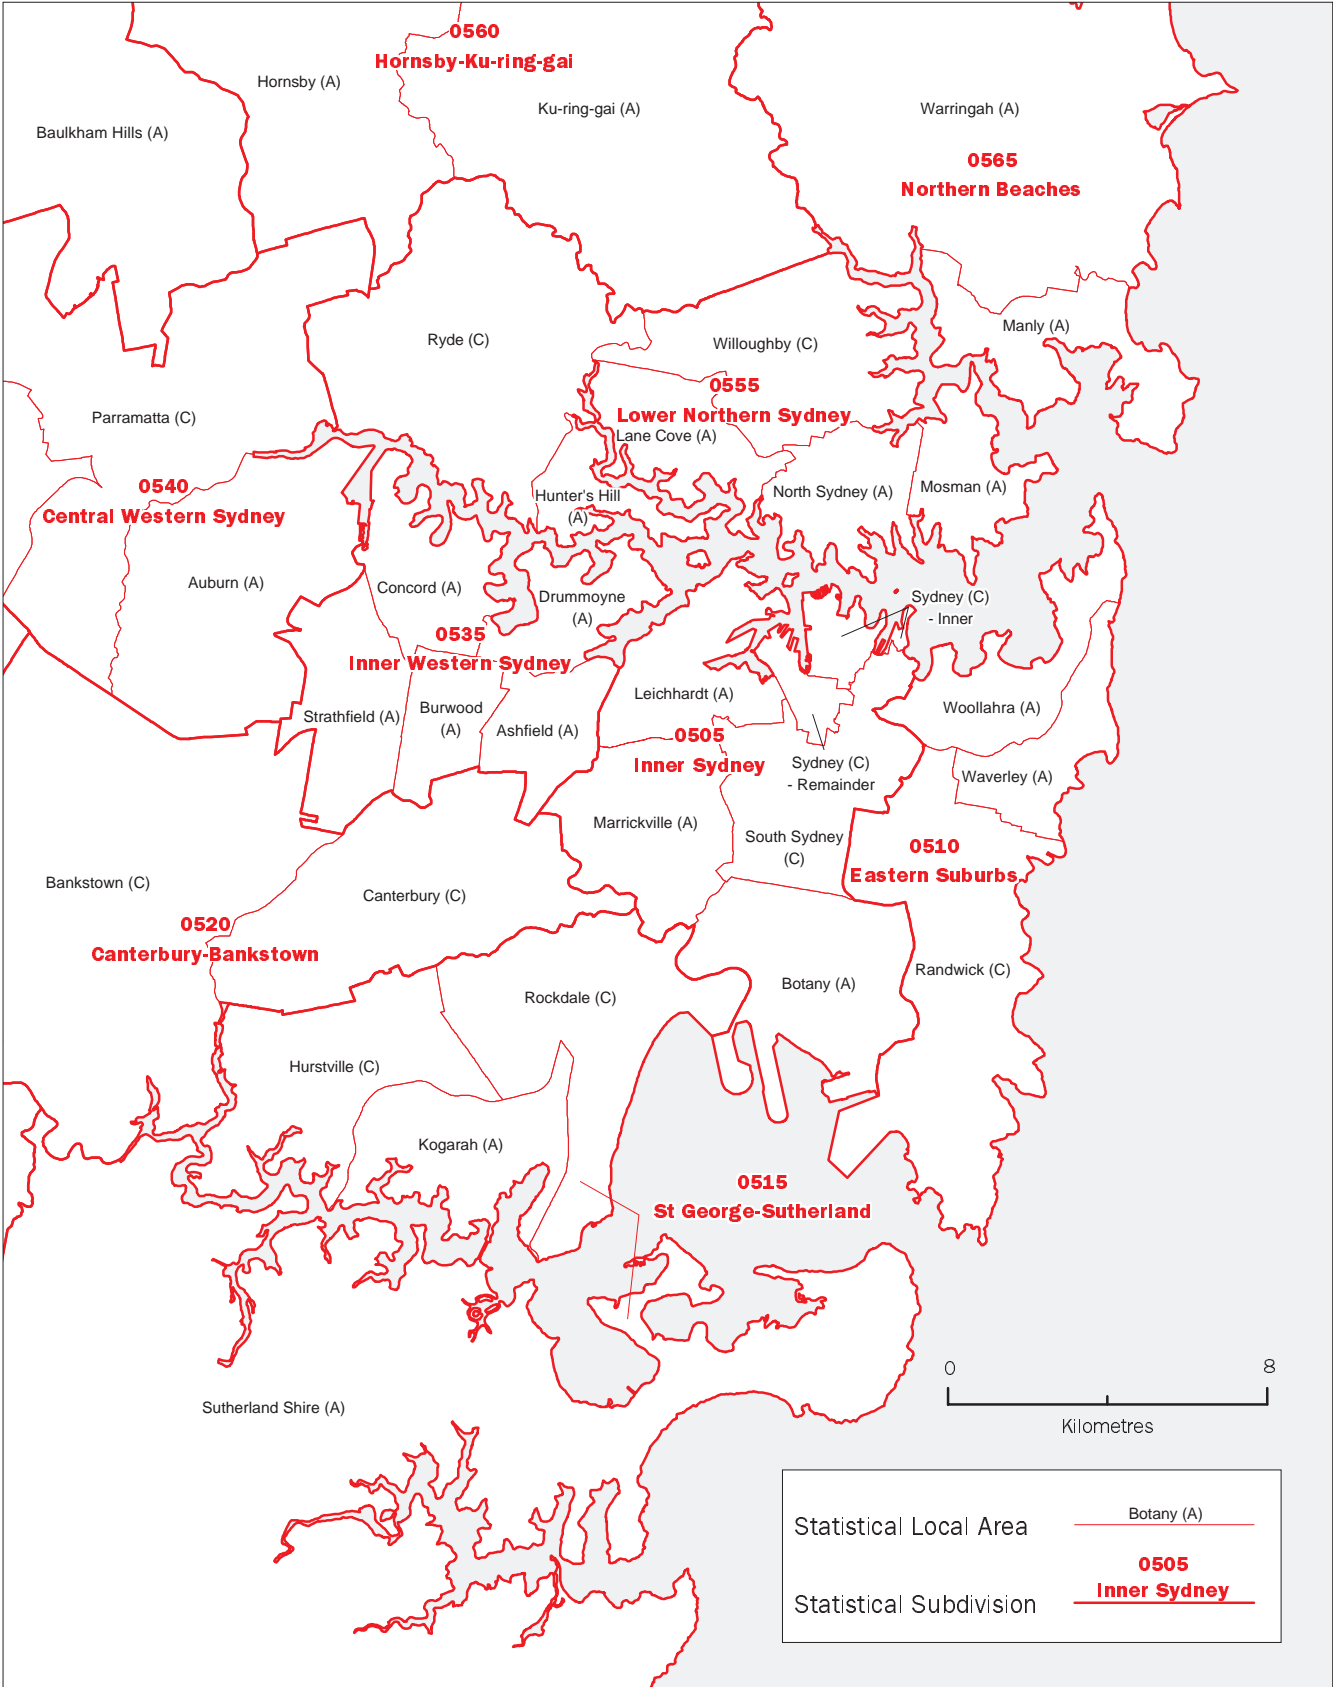 0560
Hornsby-Ku-ring-gai
Hornsby (A)
Ku-ring-gai (A)
Warringah (A)
Baulkham Hills (A)
0565
Northern Beaches
Manly (A)
Ryde (C)
Willoughby (C)
0555
Lower Northern Sydney
Parramatta (C)
Lane Cove (A)
0540
Central Western Sydney
Hunter's Hill
(A)
North Sydney (A)
Mosman (A)
Auburn (A)
Concord (A)
Drummoyne
(A)
Sydney (C)
- Inner
0535
Inner Western Sydney
Leichhardt (A)
Strathfield (A)
Burwood
(A)
Ashfield (A)
Woollahra (A)
0505
Inner Sydney
Sydney (C)
- Remainder
Waverley (A)
Marrickville (A)
South Sydney
(C)
0510
Eastern Suburbs
Bankstown (C)
Canterbury (C)
0520
Canterbury-Bankstown
Rockdale (C)
Botany (A)
Randwick (C)
Hurstville (C)
Kogarah (A)
0515
St George-Sutherland
Sutherland Shire (A)
0 8
Kilometres
Statistical Local Area
Botany (A)
Statistical Subdivision
0505
Inner Sydney